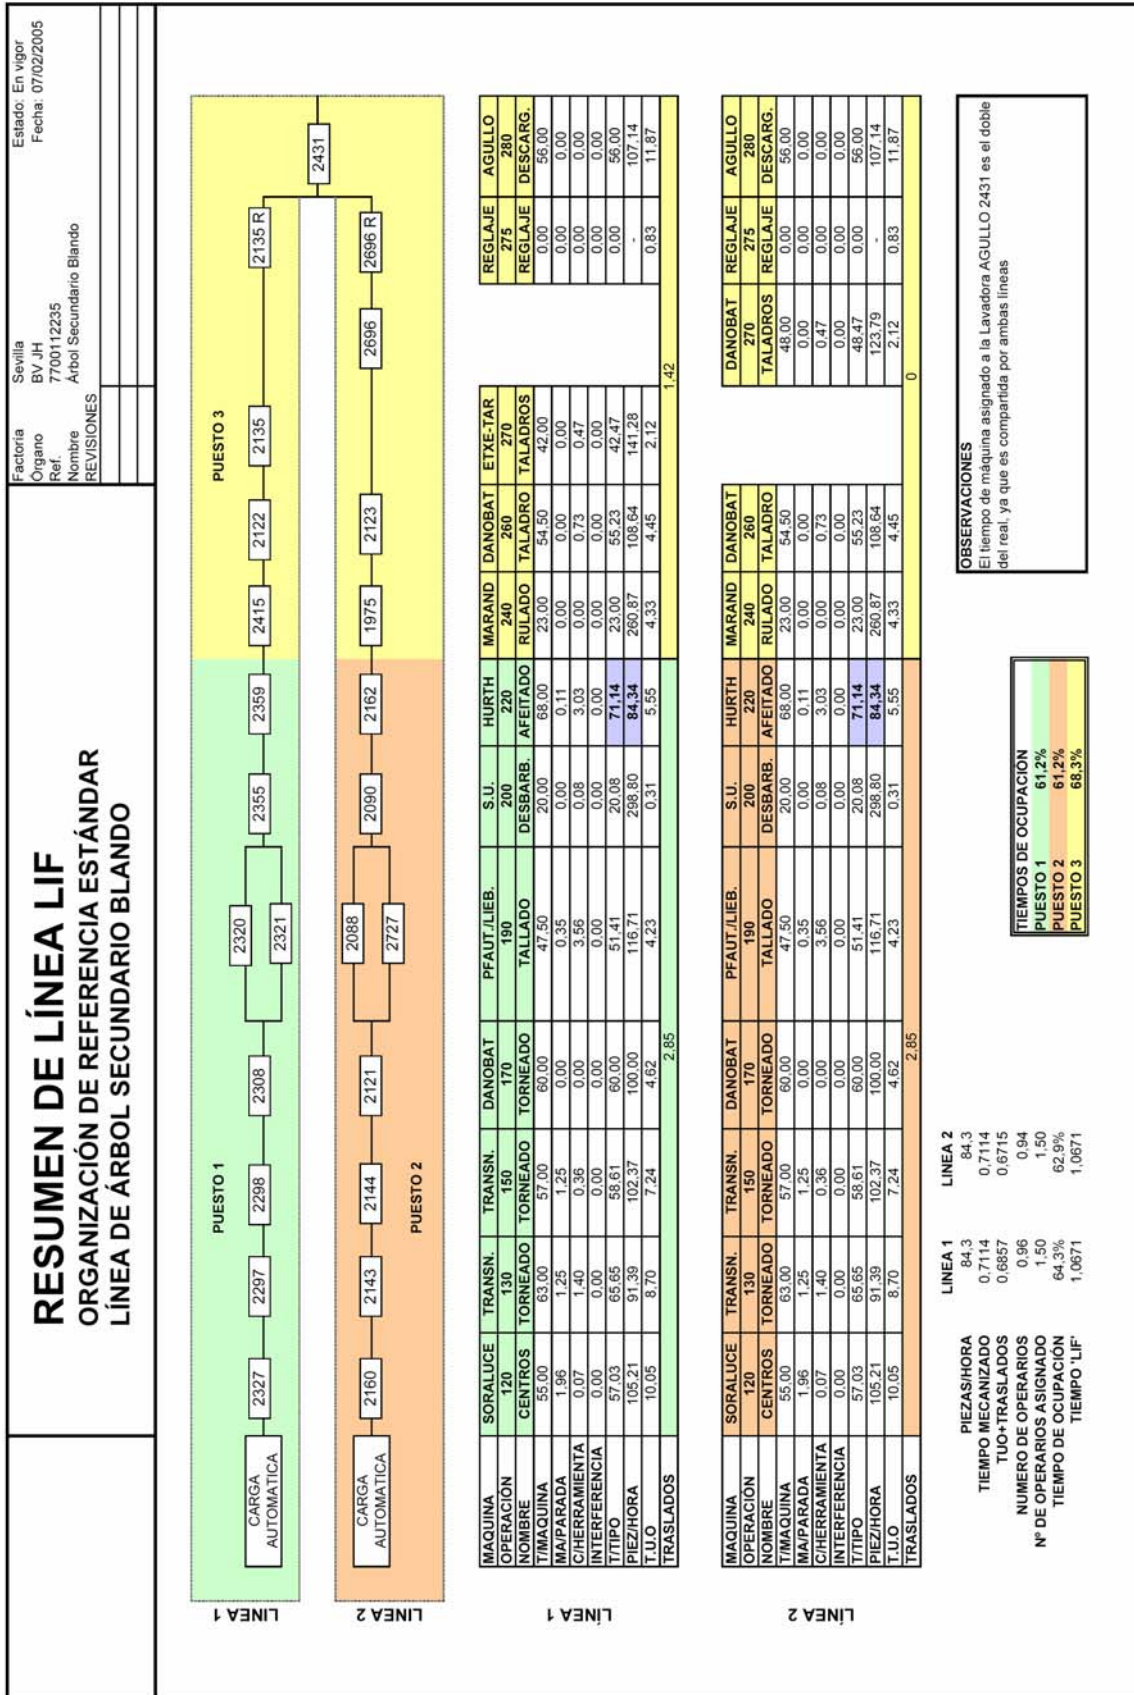 RESUMEN DE LÍNEA LIF
ORGANIZACIÓN DE REFERENCIA ESTÁNDAR
LÍNEA DE ÁRBOL SECUNDARIO BLANDO
Factoría Sevilla Estado: En vigor
Órgano BV JH Fecha: 07/02/2005
Ref. 7700112235
Nombre Árbol Secundario Blando
REVISIONES
LINEA 1
PUESTO 1
PUESTO 3
CARGA
AUTOMATICA
2327 2297 2298 2308 2320 2321 2355 2359 2415 2122 2135 2135 R
2431
LINEA 2
CARGA
AUTOMATICA
2160 2143 2144 2121 2088 2727 2090 2162 1975 2123 2696 2696 R
PUESTO 2
LÍNEA 1
MAQUINA SORALUCE TRANSN. TRANSN. DANOBAT PFAUT./LIEB. S.U. HURTH MARAND DANOBAT ETXE-TAR REGLAJE AGULLO
OPERACIÓN 120 130 150 170 190 200 220 240 260 270 275 280
NOMBRE CENTROS TORNEADO TORNEADO TORNEADO TALLADO DESBARB. AFEITADO RULADO TALADRO TALADROS REGLAJE DESCARG.
T/MAQUINA 55,00 63,00 57,00 60,00 47,50 20,00 68,00 23,00 54,50 42,00 0,00 56,00
MA/PARADA 1,96 1,25 1,25 0,00 0,35 0,00 0,11 0,00 0,00 0,00 0,00 0,00
C/HERRAMIENTA 0,07 1,40 0,36 0,00 3,56 0,08 3,03 0,00 0,73 0,47 0,00 0,00
INTERFERENCIA 0,00 0,00 0,00 0,00 0,00 0,00 0,00 0,00 0,00 0,00 0,00 0,00
T/TIPO 57,03 65,65 58,61 60,00 51,41 20,08 71,14 23,00 55,23 42,47 0,00 56,00
PIEZ/HORA 105,21 91,39 102,37 100,00 116,71 298,80 84,34 260,87 108,64 141,28 - 107,14
T.U.O 10,05 8,70 7,24 4,62 4,23 0,31 5,55 4,33 4,45 2,12 0,83 11,87
TRASLADOS 2,85 1,42
LÍNEA 2
MAQUINA SORALUCE TRANSN. TRANSN. DANOBAT PFAUT./LIEB. S.U. HURTH MARAND DANOBAT DANOBAT REGLAJE AGULLO
OPERACIÓN 120 130 150 170 190 200 220 240 260 270 275 280
NOMBRE CENTROS TORNEADO TORNEADO TORNEADO TALLADO DESBARB. AFEITADO RULADO TALADRO TALADROS REGLAJE DESCARG.
T/MAQUINA 55,00 63,00 57,00 60,00 47,50 20,00 68,00 23,00 54,50 48,00 0,00 56,00
MA/PARADA 1,96 1,25 1,25 0,00 0,35 0,00 0,11 0,00 0,00 0,00 0,00 0,00
C/HERRAMIENTA 0,07 1,40 0,36 0,00 3,56 0,08 3,03 0,00 0,73 0,47 0,00 0,00
INTERFERENCIA 0,00 0,00 0,00 0,00 0,00 0,00 0,00 0,00 0,00 0,00 0,00 0,00
T/TIPO 57,03 65,65 58,61 60,00 51,41 20,08 71,14 23,00 55,23 48,47 0,00 56,00
PIEZ/HORA 105,21 91,39 102,37 100,00 116,71 298,80 84,34 260,87 108,64 123,79 - 107,14
T.U.O 10,05 8,70 7,24 4,62 4,23 0,31 5,55 4,33 4,45 2,12 0,83 11,87
TRASLADOS 2,85 0
LINEA 1 LINEA 2
PIEZAS/HORA 84,3 84,3
TIEMPO MECANIZADO 0,7114 0,7114
TUO+TRASLADOS 0,6857 0,6715
NUMERO DE OPERARIOS 0,96 0,94
Nº DE OPERARIOS ASIGNADO 1,50 1,50
TIEMPO DE OCUPACIÓN 64,3% 62,9%
TIEMPO 'LIF' 1,0671 1,0671
TIEMPOS DE OCUPACIÓN
PUESTO 1 61,2%
PUESTO 2 61,2%
PUESTO 3 68,3%
OBSERVACIONES
El tiempo de máquina asignado a la Lavadora AGULLO 2431 es el doble
del real, ya que es compartida por ambas líneas